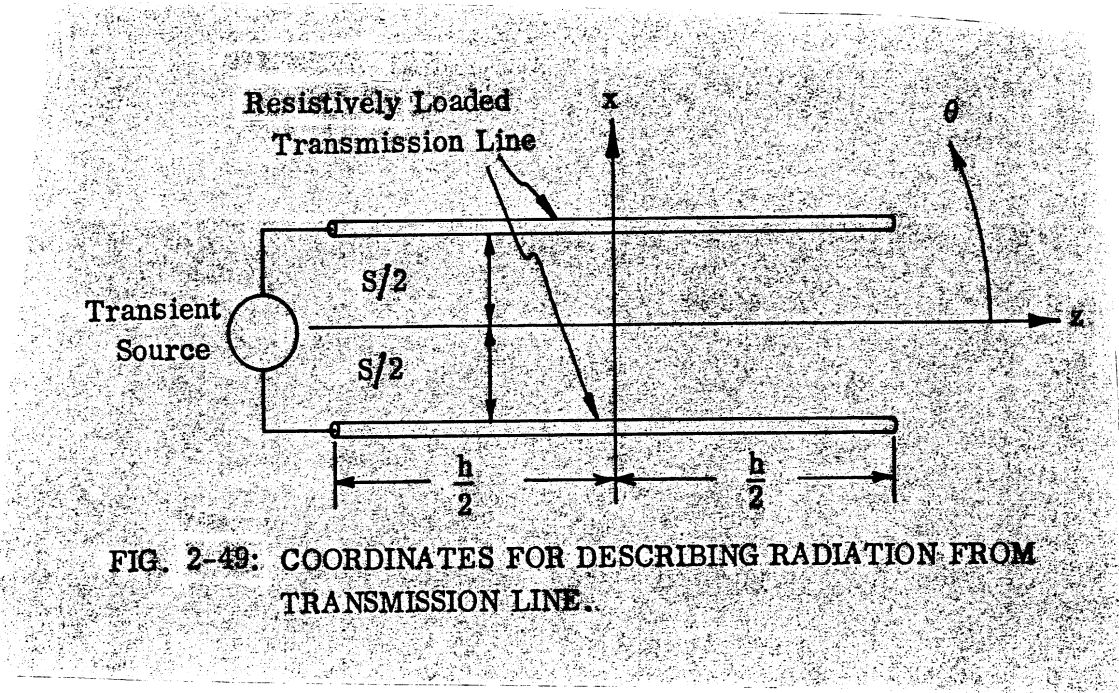 Resistively Loaded
Transmission Line
x
θ
S/2
Transient
Source
z
S/2
h
2
h
2
FIG. 2-49: COORDINATES FOR DESCRIBING RADIATION FROM
TRANSMISSION LINE.